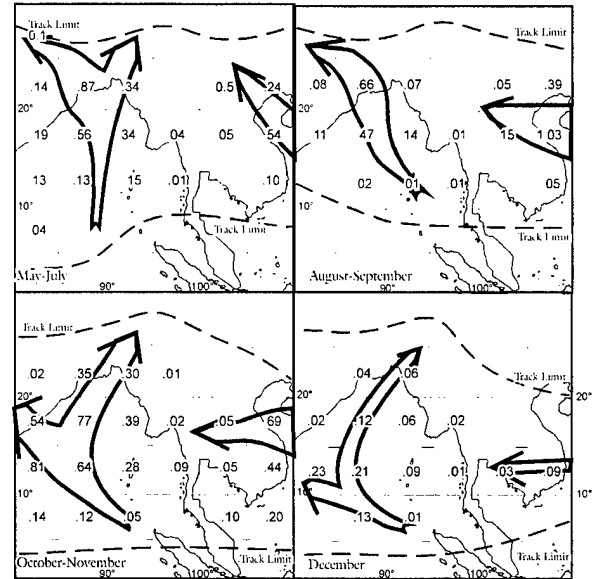 Track Limit
0.1
.14 .87 .34 0.5 24
20°
19 .56 34 04 05 54
13 .13 15 .01 .10
10°
04
Track Limit
May-July
90° 100°
Track Limit
.08 .66 .07 .05 .39
20°
11 47 14 .01 15 1 03
02 01 .01 05
10°
Track Limit
August-September
90° 100°
.02 .35 .30 .01
20°
.54 77 .39 .02 .05 69
.81 64 .28 .09 .05 .44
10°
.14 .12 .05 .10 .20
Track Limit
October-November
90° 100°
.04 .06
Track Limit
20°
.02 .12 .06 .02
.23 .21 .09 .01 .03 .09
10°
.13 .01
Track Limit
December
90° 100°